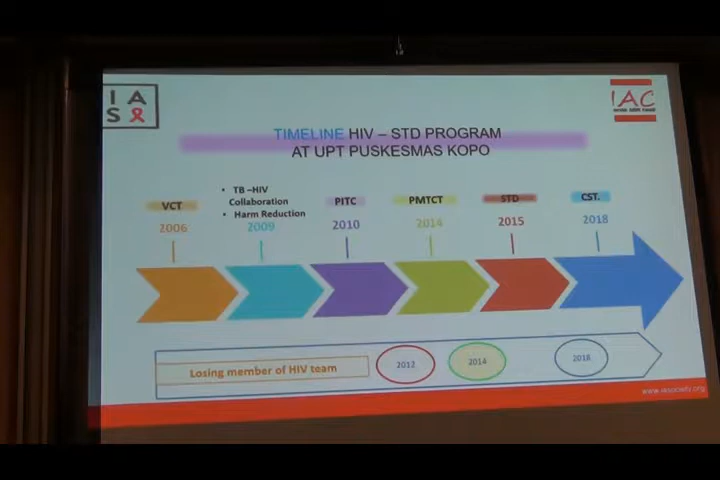 IA
S
IAC
TIMELINE HIV – STD PROGRAM
AT UPT PUSKESMAS KOPO
VCT
2006
• TB –HIV
Collaboration
• Harm Reduction
2009
PITC
2010
PMTCT
2014
STD
2015
CST.
2018
Losing member of HIV team
2012
2014
2018
www.iasociety.org